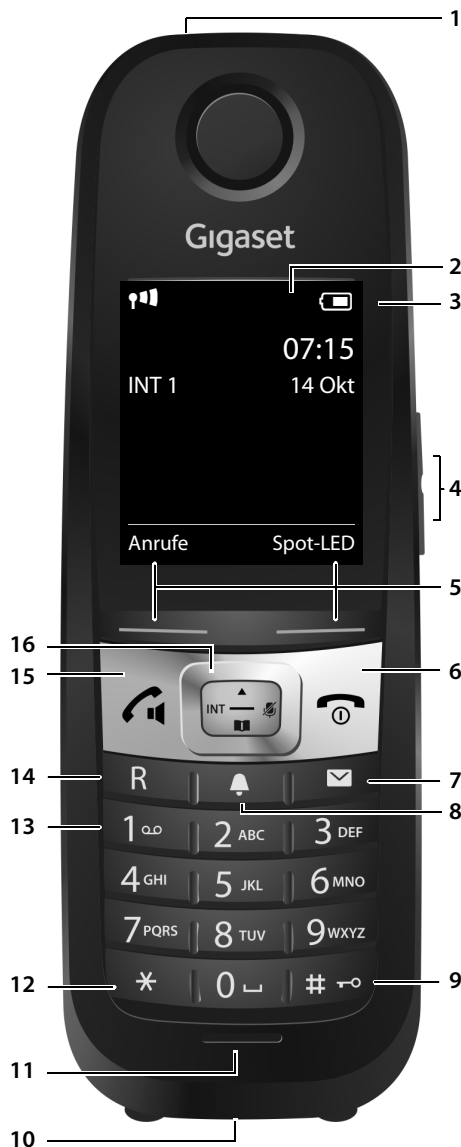 1
Gigaset
2
3
07:15
INT 1 14 Okt
4
Anrufe Spot-LED
5
16
15
6
INT
14
R
7
8
13
1 2 ABC 3 DEF
4 GHI 5 JKL 6 MNO
7 PQRS 8 TUV 9 WXYZ
12
* 0 #
9
11
10